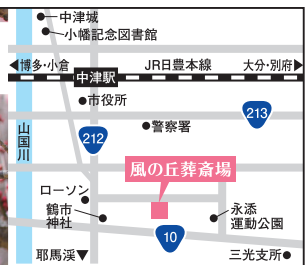 中津城
小幡記念図書館
◀博多・小倉
JR日豊本線
大分・別府▶
中津駅
市役所
213
警察署
212
山国川
風の丘葬斎場
ローソン
鶴市
神社
永添
運動公園
10
耶馬渓▼
三光支所